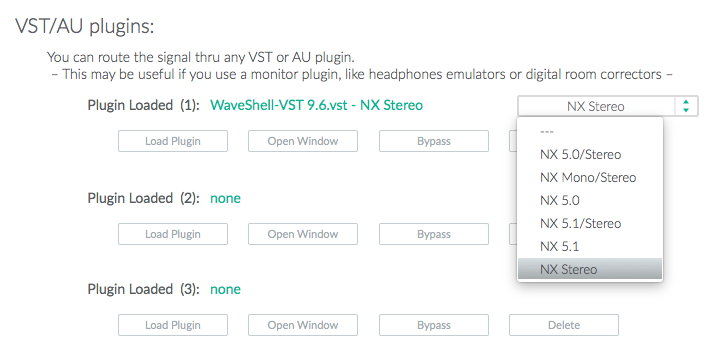 VST/AU plugins:
You can route the signal thru any VST or AU plugin.
– This may be useful if you use a monitor plugin, like headphones emulators or digital room correctors –
Plugin Loaded (1): WaveShell-VST 9.6.vst - NX Stereo NX Stereo
Load Plugin Open Window Bypass
---
NX 5.0/Stereo
NX Mono/Stereo
NX 5.0
NX 5.1/Stereo
NX 5.1
NX Stereo
Plugin Loaded (2): none
Load Plugin Open Window Bypass
Plugin Loaded (3): none
Load Plugin Open Window Bypass Delete